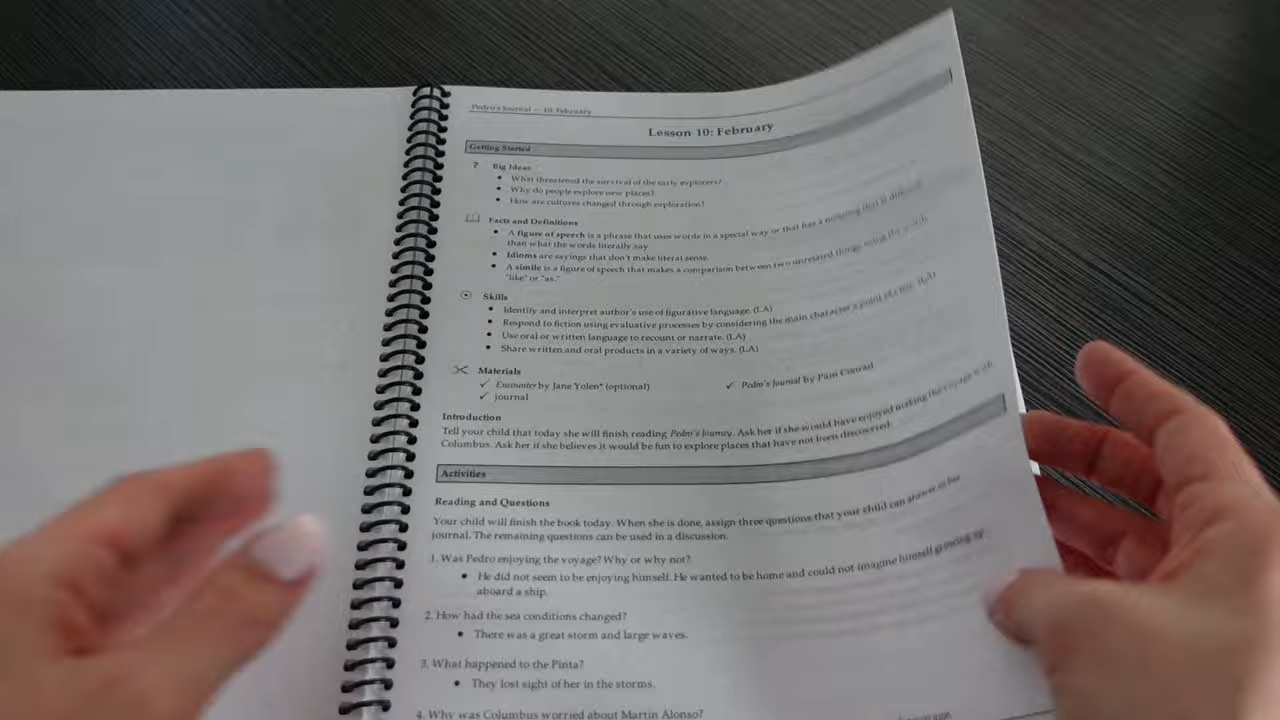 Pedro's Journal — 10: February
Lesson 10: February
Getting Started
? Big Ideas
• What threatened the survival of the early explorers?
• Why do people explore new places?
• How are cultures changed through exploration?
Facts and Definitions
• A figure of speech is a phrase that uses words in a special way or that has a meaning that is different
than what the words literally say
• Idioms are sayings that don't make literal sense.
• A simile is a figure of speech that makes a comparison between two unrelated things using the words
"like" or "as."
Skills
• Identify and interpret author's use of figurative language. (LA)
• Respond to fiction using evaluative processes by considering the main character's point of view. (LA)
• Use oral or written language to recount or narrate. (LA)
• Share written and oral products in a variety of ways. (LA)
Materials
✓ Encounter by Jane Yolen* (optional) ✓ Pedro's Journal by Pam Conrad
✓ journal
Introduction
Tell your child that today she will finish reading Pedro's Journey. Ask her if she would have enjoyed making the voyage with
Columbus. Ask her if she believes it would be fun to explore places that have not been discovered.
Activities
Reading and Questions
Your child will finish the book today. When she is done, assign three questions that your child can answer in her
journal. The remaining questions can be used in a discussion.
1. Was Pedro enjoying the voyage? Why or why not?
• He did not seem to be enjoying himself. He wanted to be home and could not imagine himself growing up
aboard a ship.
2. How had the sea conditions changed?
• There was a great storm and large waves.
3. What happened to the Pinta?
• They lost sight of her in the storms.
4. Why was Columbus worried about Martin Alonso?